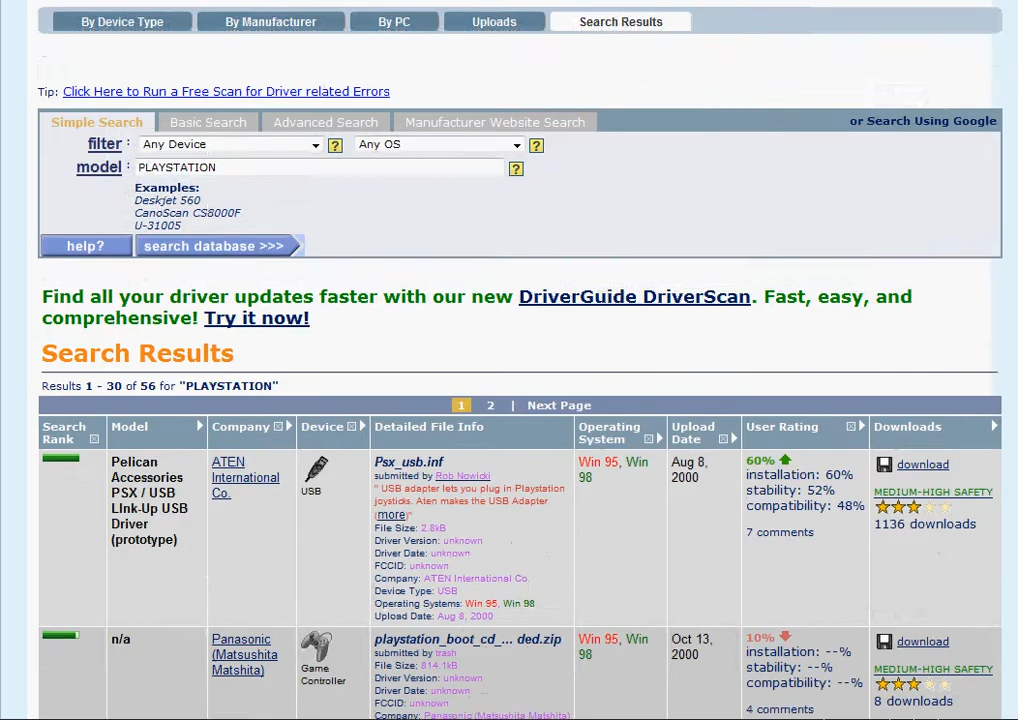 By Device Type By Manufacturer By PC Uploads Search Results
Tip: Click Here to Run a Free Scan for Driver related Errors
Simple Search Basic Search Advanced Search Manufacturer Website Search or Search Using Google
filter : Any Device ? Any OS ?
model : PLAYSTATION ?
Examples:
Deskjet 560
CanoScan CS8000F
U-31005
help? search database >>>
Find all your driver updates faster with our new DriverGuide DriverScan. Fast, easy, and
comprehensive! Try it now!
Search Results
Results 1 - 30 of 56 for "PLAYSTATION"
1 2 | Next Page
Search Rank Model Company Device Detailed File Info Operating System Upload Date User Rating Downloads
Pelican
Accessories
PSX / USB
LInk-Up USB
Driver
(prototype)
ATEN
International
Co.
USB
Psx_usb.inf
submitted by Rob Nowicki
" USB adapter lets you plug in Playstation
joysticks. Aten makes the USB Adapter
(more)"
File Size: 2.8kB
Driver Version: unknown
Driver Date: unknown
FCCID: unknown
Company: ATEN International Co.
Device Type: USB
Operating Systems: Win 95, Win 98
Upload Date: Aug 8, 2000
Win 95, Win
98
Aug 8,
2000
60%
installation: 60%
stability: 52%
compatibility: 48%
7 comments
download
MEDIUM-HIGH SAFETY
1136 downloads
n/a
Panasonic
(Matsushita
Matshita)
Game
Controller
playstation_boot_cd_... ded.zip
submitted by trash
File Size: 814.1kB
Driver Version: unknown
Driver Date: unknown
FCCID: unknown
Company: Panasonic (Matsushita Matshita)
Win 95, Win
98
Oct 13,
2000
10%
installation: --%
stability: --%
compatibility: --%
4 comments
download
MEDIUM-HIGH SAFETY
8 downloads